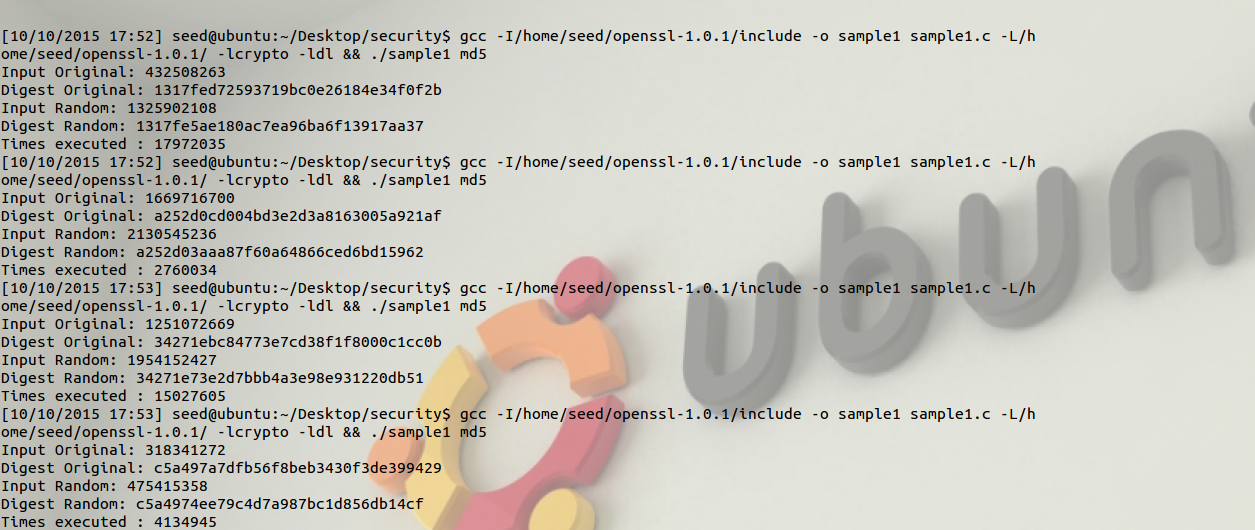 [10/10/2015 17:52] seed@ubuntu:~/Desktop/security$ gcc -I/home/seed/openssl-1.0.1/include -o sample1 sample1.c -L/h
ome/seed/openssl-1.0.1/ -lcrypto -ldl && ./sample1 md5
Input Original: 432508263
Digest Original: 1317fed72593719bc0e26184e34f0f2b
Input Random: 1325902108
Digest Random: 1317fe5ae180ac7ea96ba6f13917aa37
Times executed : 17972035
[10/10/2015 17:52] seed@ubuntu:~/Desktop/security$ gcc -I/home/seed/openssl-1.0.1/include -o sample1 sample1.c -L/h
ome/seed/openssl-1.0.1/ -lcrypto -ldl && ./sample1 md5
Input Original: 1669716700
Digest Original: a252d0cd004bd3e2d3a8163005a921af
Input Random: 2130545236
Digest Random: a252d03aaa87f60a64866ced6bd15962
Times executed : 2760034
[10/10/2015 17:53] seed@ubuntu:~/Desktop/security$ gcc -I/home/seed/openssl-1.0.1/include -o sample1 sample1.c -L/h
ome/seed/openssl-1.0.1/ -lcrypto -ldl && ./sample1 md5
Input Original: 1251072669
Digest Original: 34271ebc84773e7cd38f1f8000c1cc0b
Input Random: 1954152427
Digest Random: 34271e73e2d7bbb4a3e98e931220db51
Times executed : 15027605
[10/10/2015 17:53] seed@ubuntu:~/Desktop/security$ gcc -I/home/seed/openssl-1.0.1/include -o sample1 sample1.c -L/h
ome/seed/openssl-1.0.1/ -lcrypto -ldl && ./sample1 md5
Input Original: 318341272
Digest Original: c5a497a7dfb56f8beb3430f3de399429
Input Random: 475415358
Digest Random: c5a4974ee79c4d7a987bc1d856db14cf
Times executed : 4134945
ubun